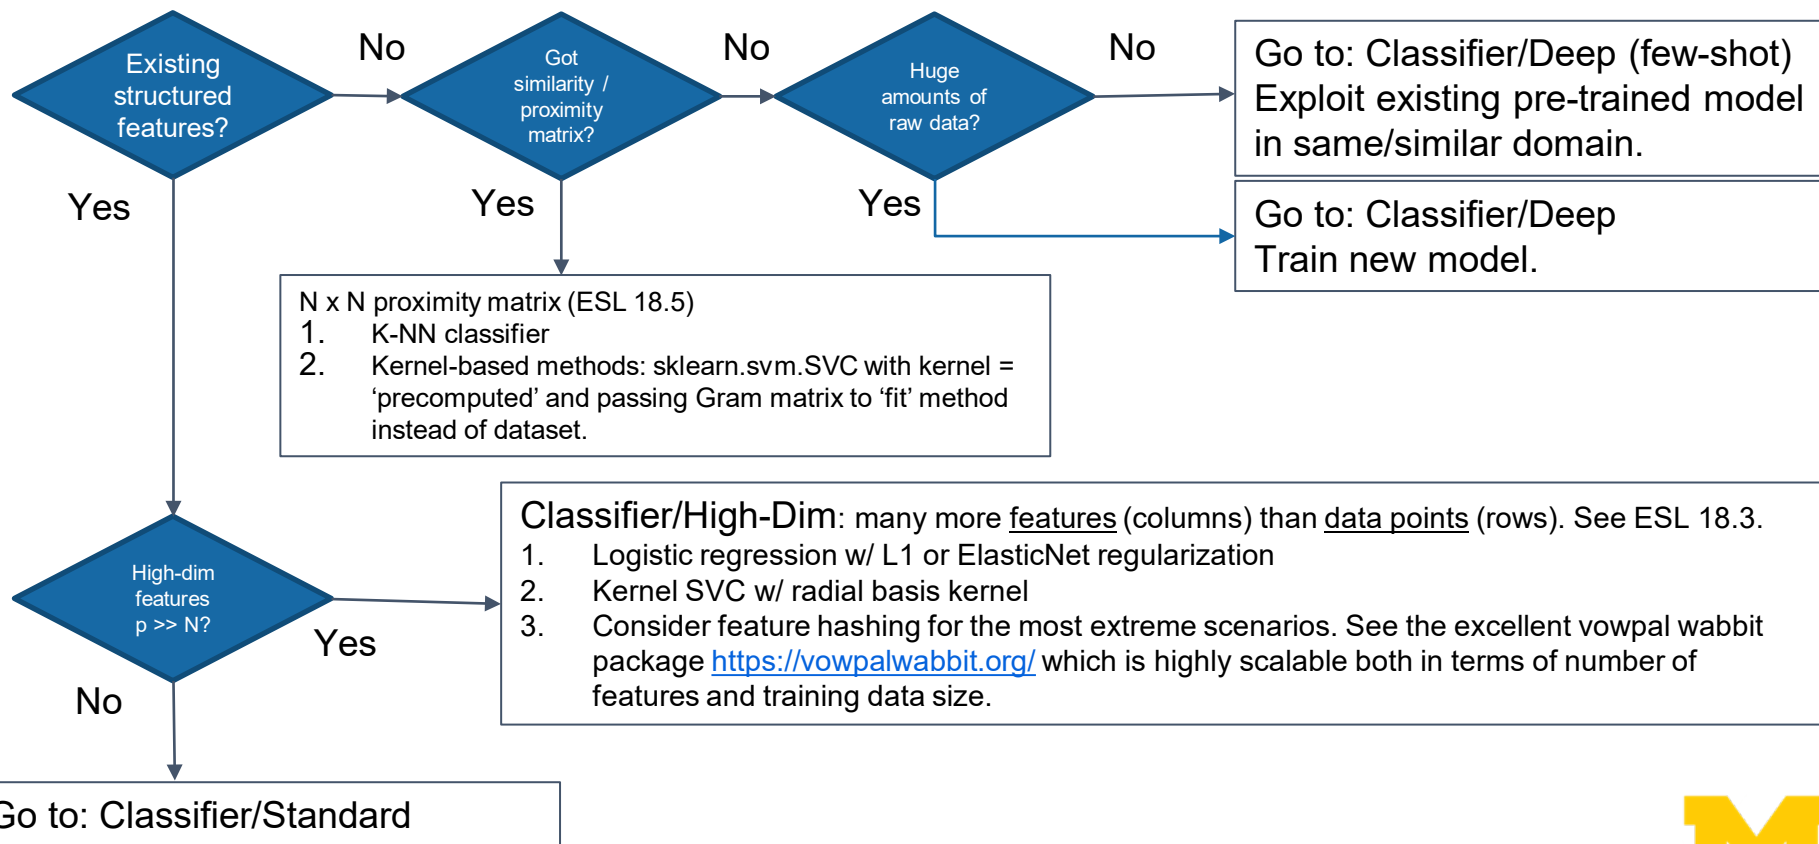 Existing
structured
features?
No
Got
similarity /
proximity
matrix?
No
Huge
amounts of
raw data?
No
Go to: Classifier/Deep (few-shot)
Exploit existing pre-trained model
in same/similar domain.
Yes
Yes
Yes
Go to: Classifier/Deep
Train new model.
N x N proximity matrix (ESL 18.5)
1. K-NN classifier
2. Kernel-based methods: sklearn.svm.SVC with kernel =
‘precomputed’ and passing Gram matrix to ‘fit’ method
instead of dataset.
High-dim
features
p >> N?
Yes
No
Classifier/High-Dim: many more features (columns) than data points (rows). See ESL 18.3.
1. Logistic regression w/ L1 or ElasticNet regularization
2. Kernel SVC w/ radial basis kernel
3. Consider feature hashing for the most extreme scenarios. See the excellent vowpal wabbit
package https://vowpalwabbit.org/ which is highly scalable both in terms of number of
features and training data size.
Go to: Classifier/Standard
M